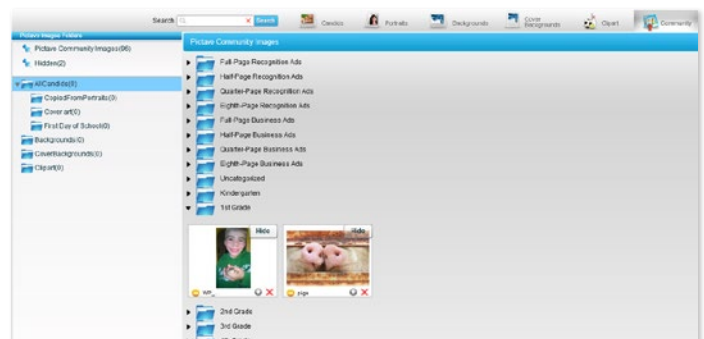 Search:
Search
Candids
Portraits
Backgrounds
Cover Backgrounds
Clipart
Community
Pictavo Images Folders
Pictavo Community Images(96)
Hidden(2)
AllCandids(0)
CopiedFromPortraits(0)
Cover art(0)
First Day of School(0)
Backgrounds(0)
CoverBackgrounds(0)
Clipart(0)
Pictavo Community Images
Full-Page Recognition Ads
Half-Page Recognition Ads
Quarter-Page Recognition Ads
Eighth-Page Recognition Ads
Full-Page Business Ads
Half-Page Business Ads
Quarter-Page Business Ads
Eighth-Page Business Ads
Uncategorized
Kindergarten
1st Grade
Hide
Hide
2nd Grade
3rd Grade